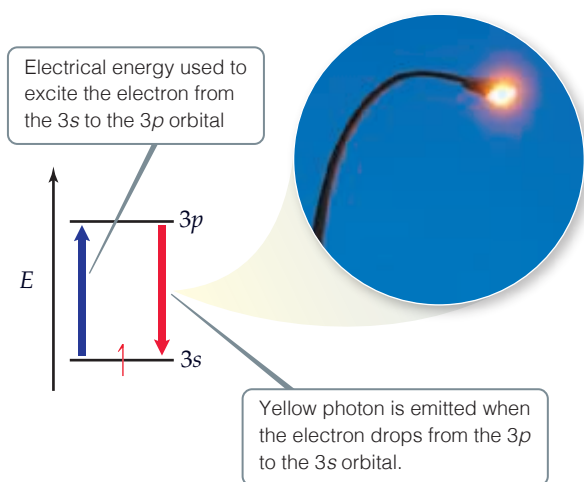 Electrical energy used to
excite the electron from
the 3s to the 3p orbital
3p
E
3s
Yellow photon is emitted when
the electron drops from the 3p
to the 3s orbital.